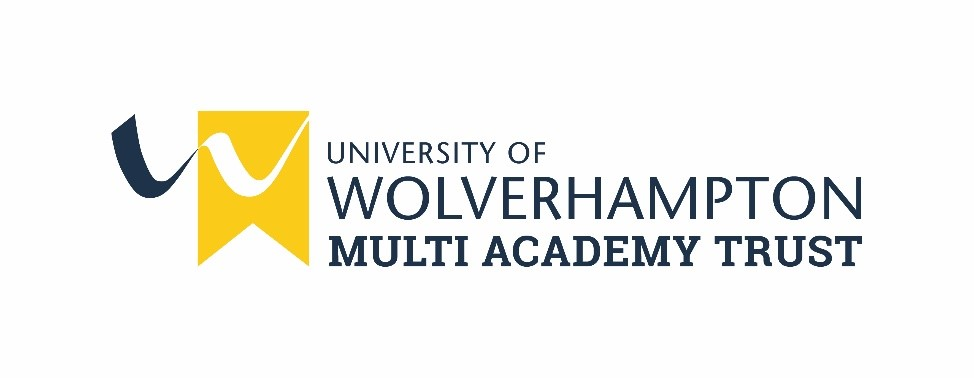 UNIVERSITY OF
WOLVERHAMPTON
MULTI ACADEMY TRUST